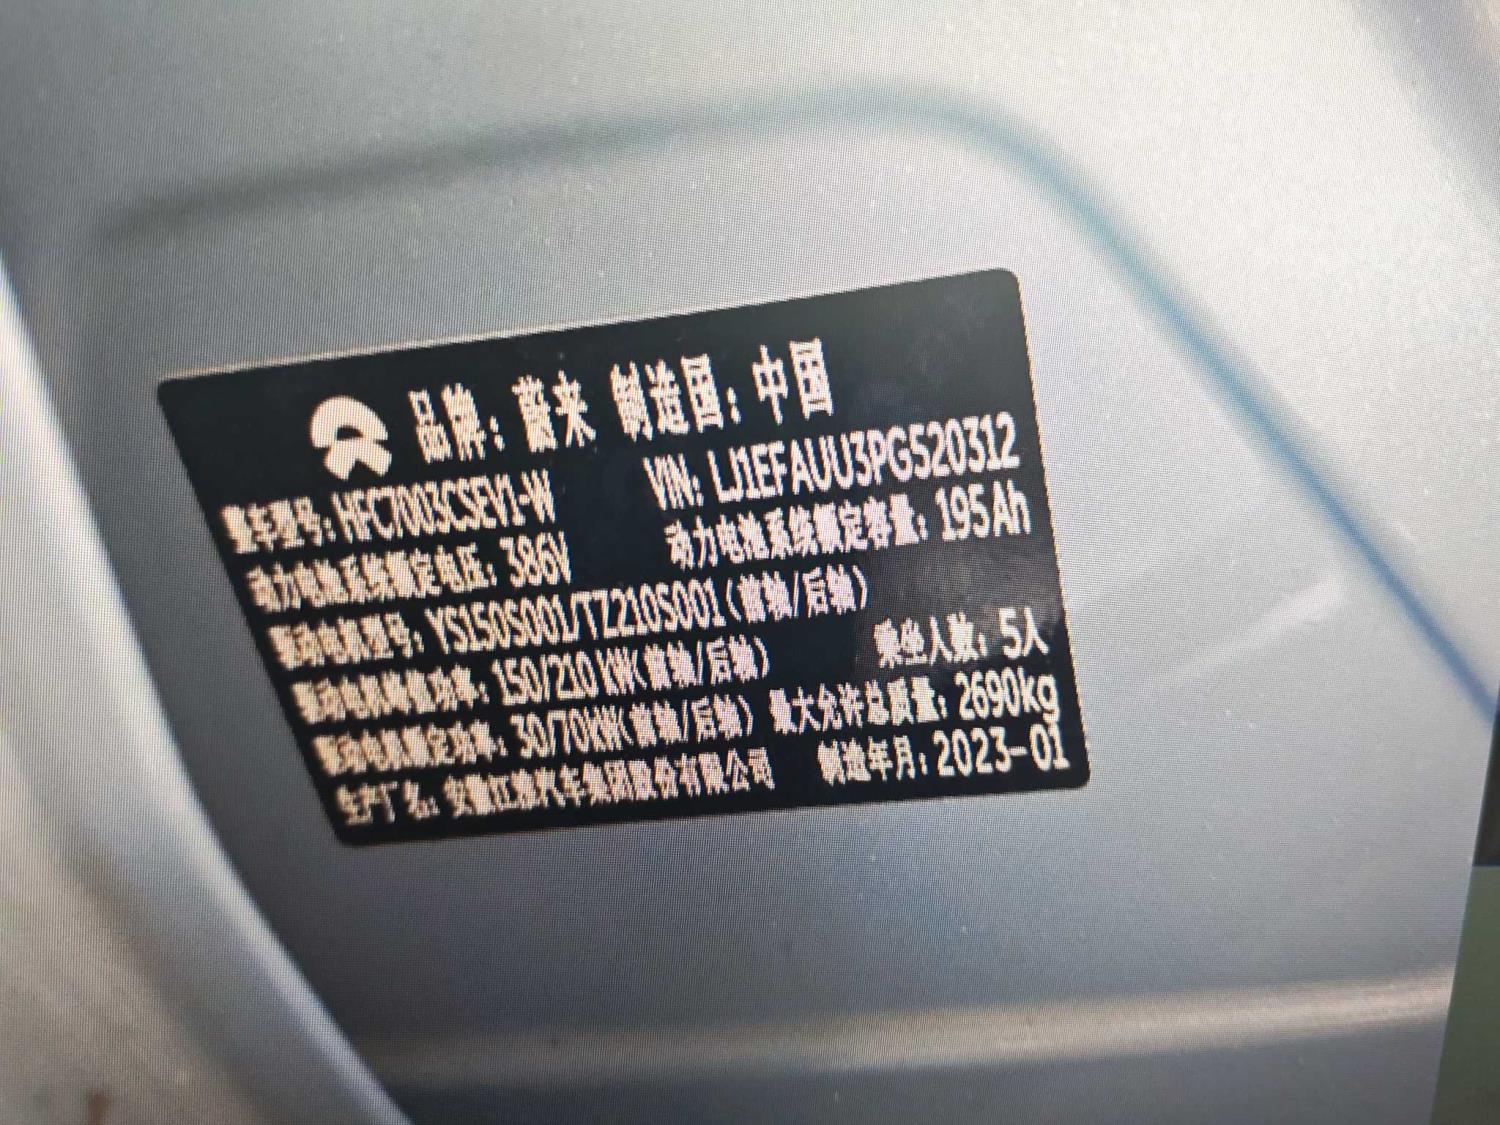 品牌：蔚来 制造国：中国
整车型号：HFC7003CSEV1-W VIN：LJ1EFAUU3PG520312
动力电池系统额定电压：386V 动力电池系统额定容量：195Ah
驱动电机型号：YS150S001/TZ210S001(前轴/后轴)
驱动电机峰值功率：150/210 kW(前轴/后轴) 乘坐人数：5人
驱动电机额定功率：30/70kW(前轴/后轴) 最大允许总质量：2690kg
生产厂名：安徽江淮汽车集团股份有限公司 制造年月：2023-01